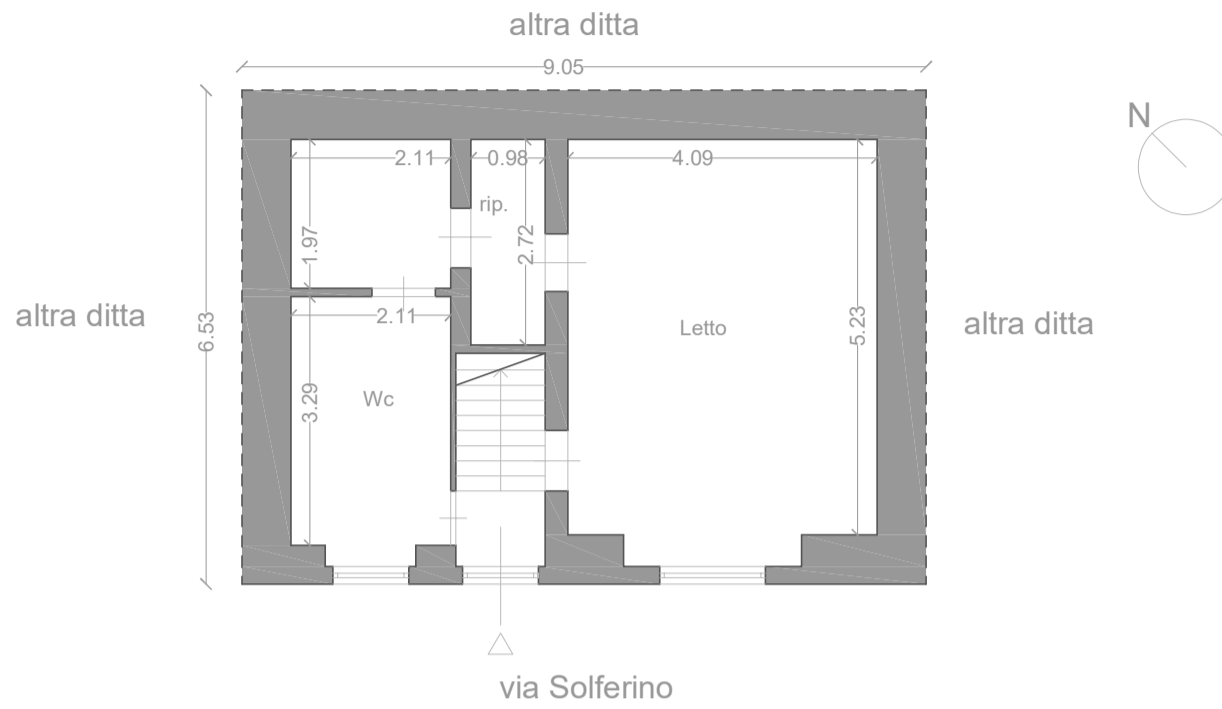 altra ditta
9.05
N
2.11
0.98
4.09
rip.
1.97
2.72
altra ditta
6.53
2.11
Letto
5.23
altra ditta
3.29
Wc
via Solferino